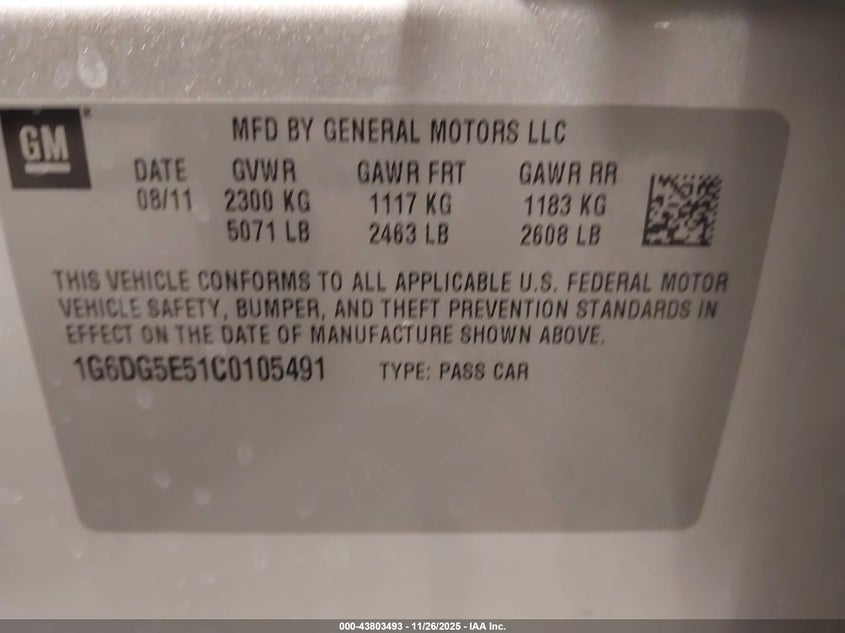 GM
MFD BY GENERAL MOTORS LLC
DATE GVWR GAWR FRT GAWR RR
08/11 2300 KG 1117 KG 1183 KG
5071 LB 2463 LB 2608 LB
THIS VEHICLE CONFORMS TO ALL APPLICABLE U.S. FEDERAL MOTOR
VEHICLE SAFETY, BUMPER, AND THEFT PREVENTION STANDARDS IN
EFFECT ON THE DATE OF MANUFACTURE SHOWN ABOVE.
1G6DG5E51C0105491 TYPE: PASS CAR
000-43803493 - 11/26/2025 - IAA Inc.